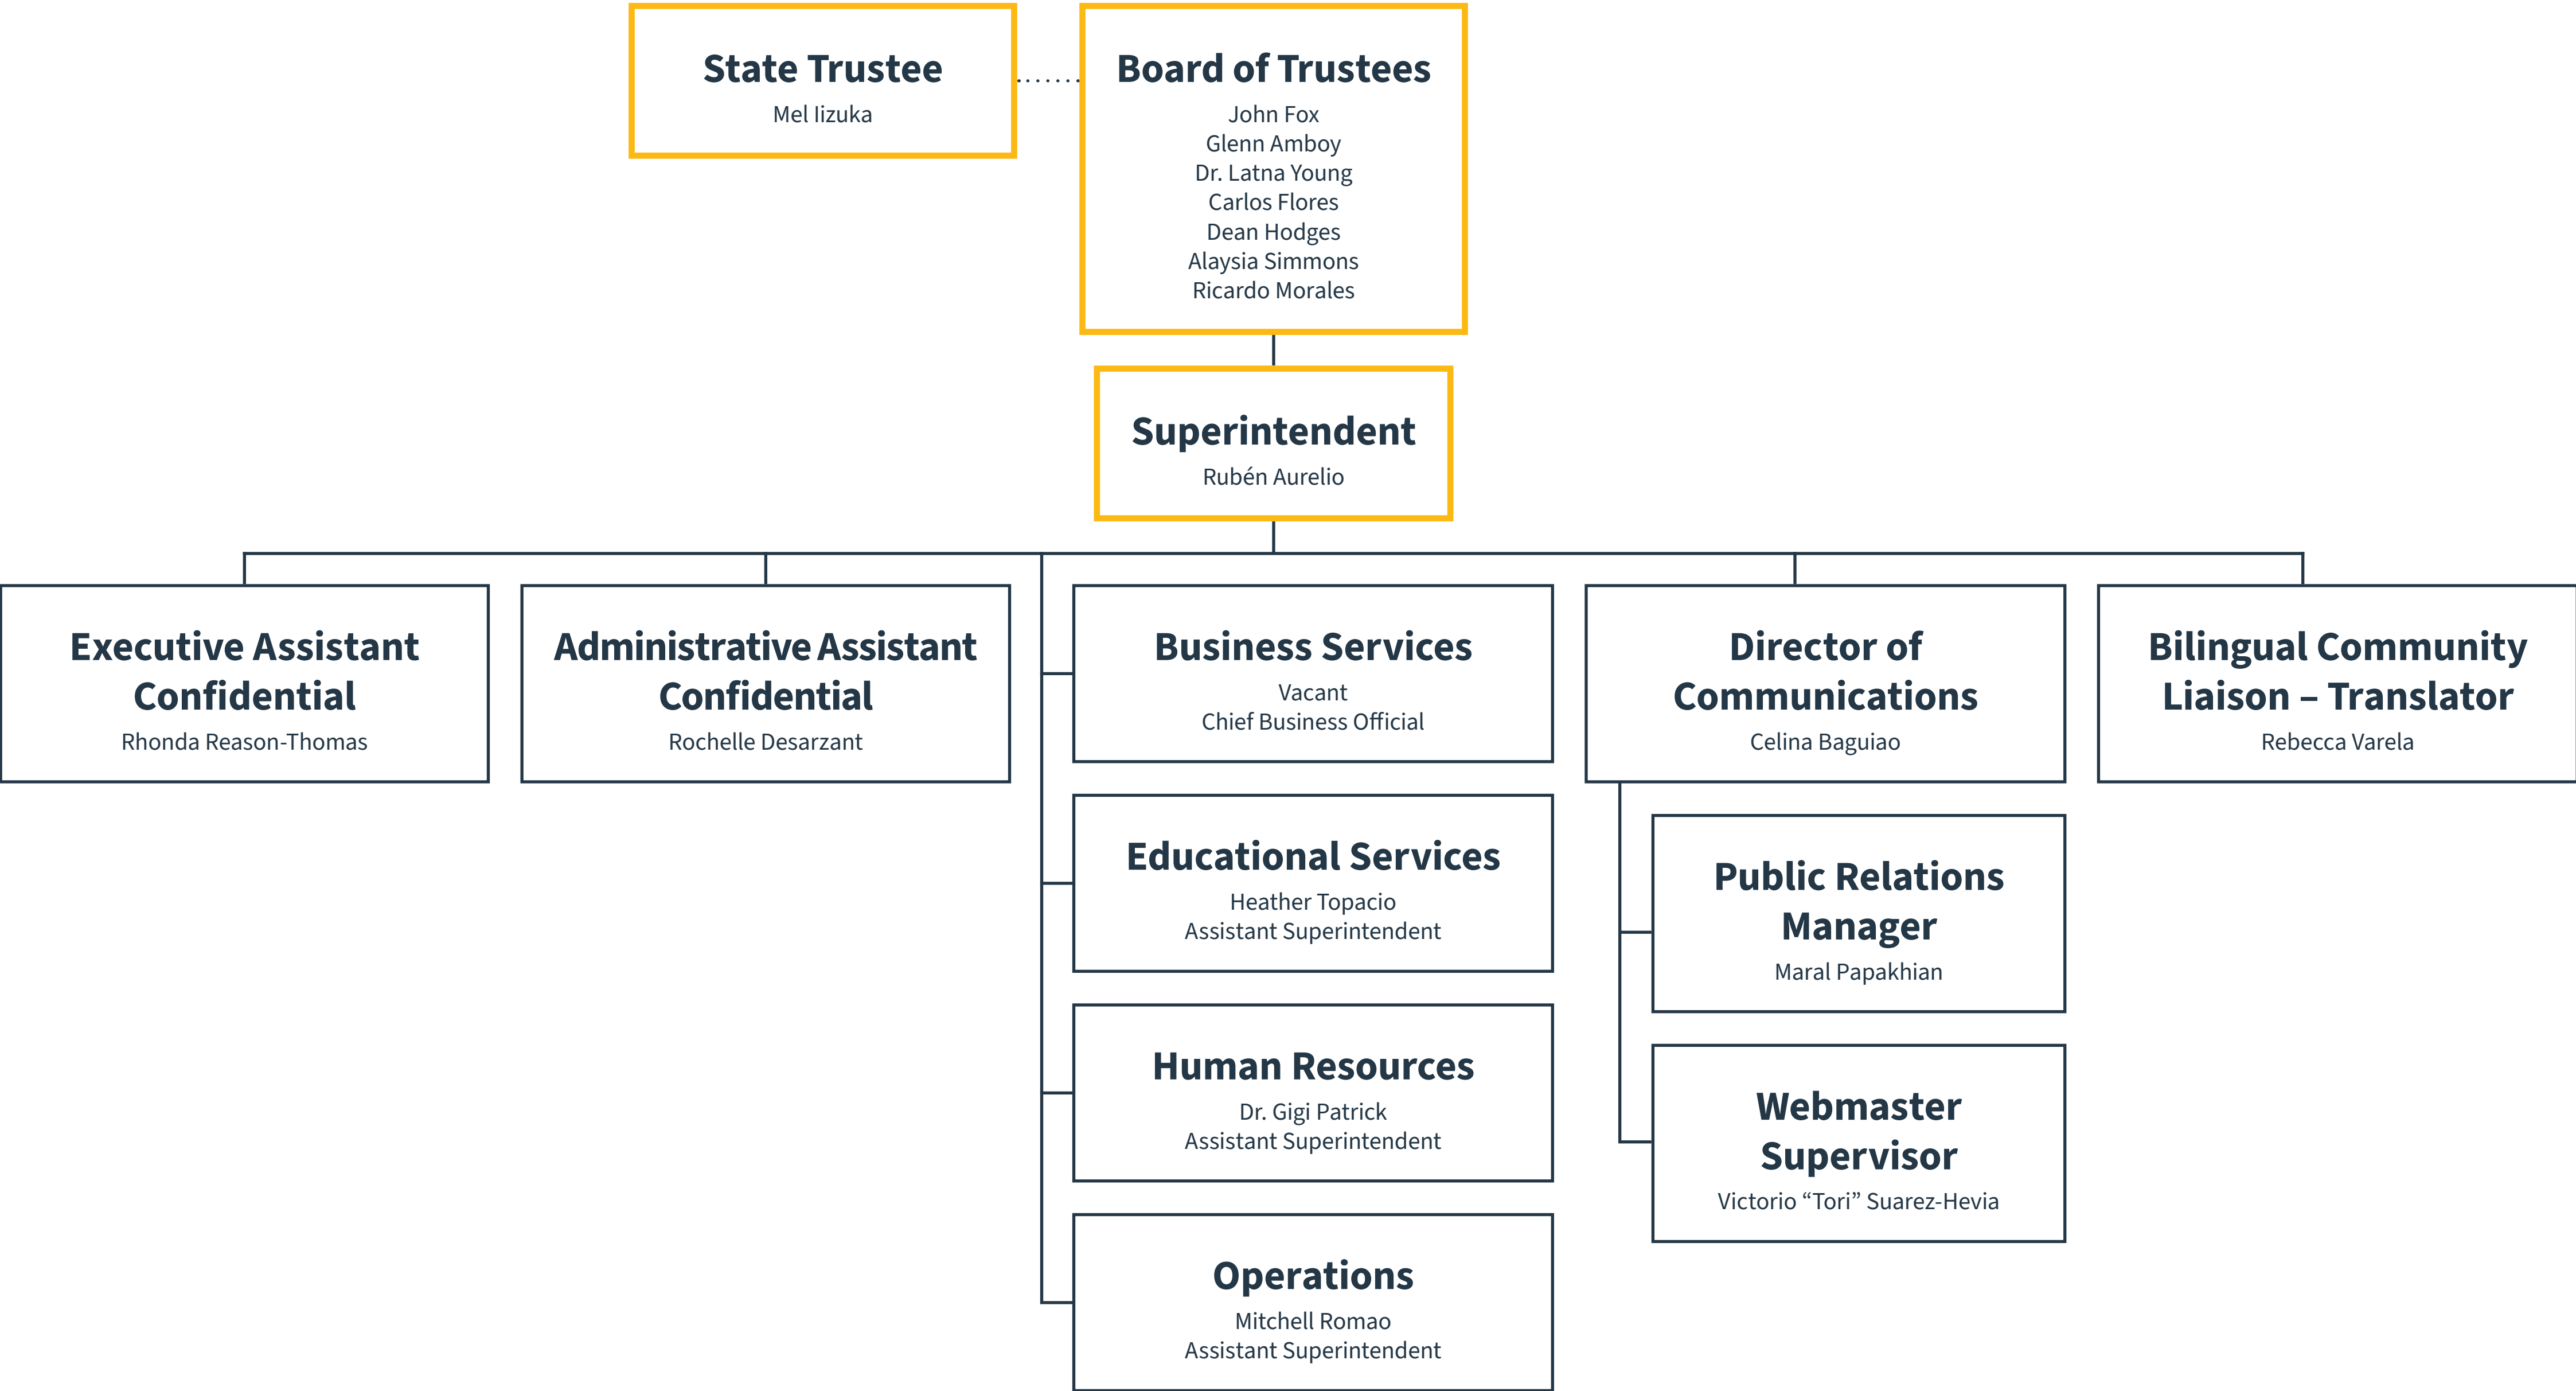 State Trustee
Mel Iizuka
Board of Trustees
John Fox
Glenn Amboy
Dr. Latna Young
Carlos Flores
Dean Hodges
Alaysia Simmons
Ricardo Morales
Superintendent
Rubén Aurelio
Executive Assistant
Confidential
Rhonda Reason-Thomas
Administrative Assistant
Confidential
Rochelle Desarzant
Business Services
Vacant
Chief Business Official
Educational Services
Heather Topacio
Assistant Superintendent
Human Resources
Dr. Gigi Patrick
Assistant Superintendent
Operations
Mitchell Romao
Assistant Superintendent
Director of
Communications
Celina Baguiao
Public Relations
Manager
Maral Papakhian
Webmaster
Supervisor
Victorio “Tori” Suarez-Hevia
Bilingual Community
Liaison – Translator
Rebecca Varela